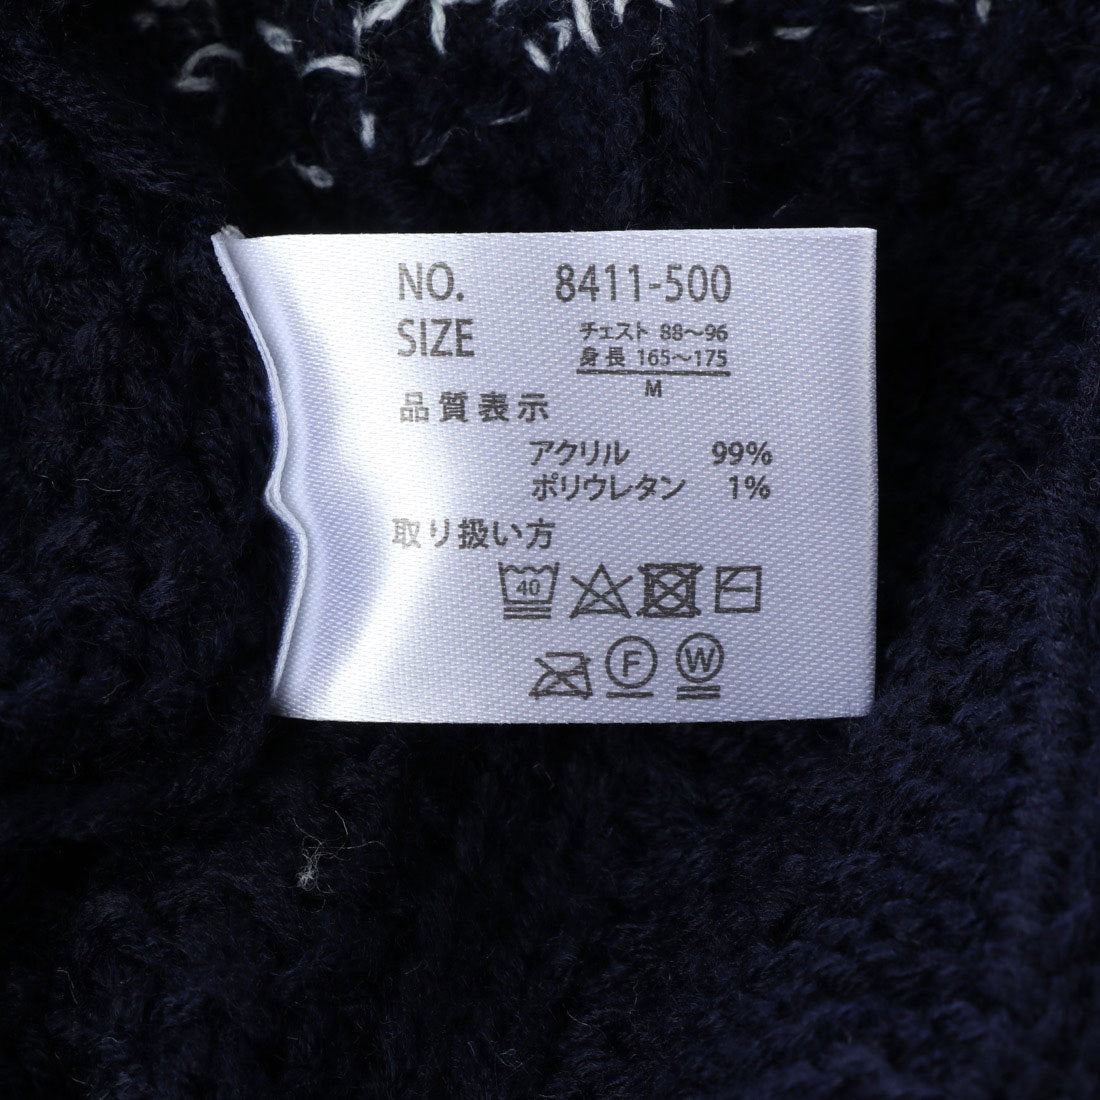 NO. 8411-500
SIZE チェスト 88～96
身長 165～175
M
品質表示
アクリル 99%
ポリウレタン 1%
取り扱い方
40
F W